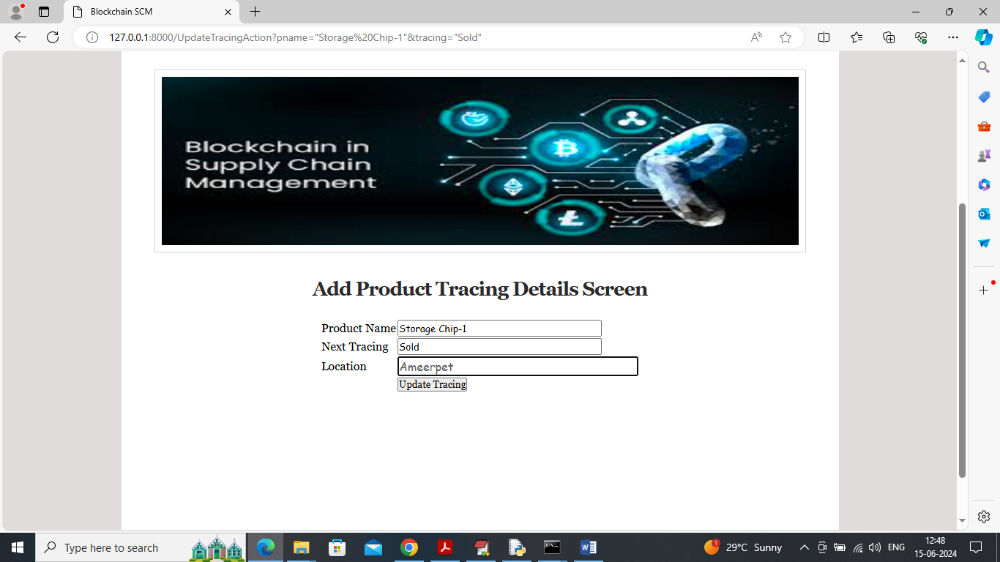 Blockchain SCM
127.0.0.1:8000/UpdateTracingAction?pname="Storage%20Chip-1"&tracing="Sold"
Blockchain in
Supply Chain
Management
Add Product Tracing Details Screen
Product Name Storage Chip-1
Next Tracing Sold
Location Ameerpet
Update Tracing
Type here to search
1
29°C Sunny
ENG
12:48
15-06-2024